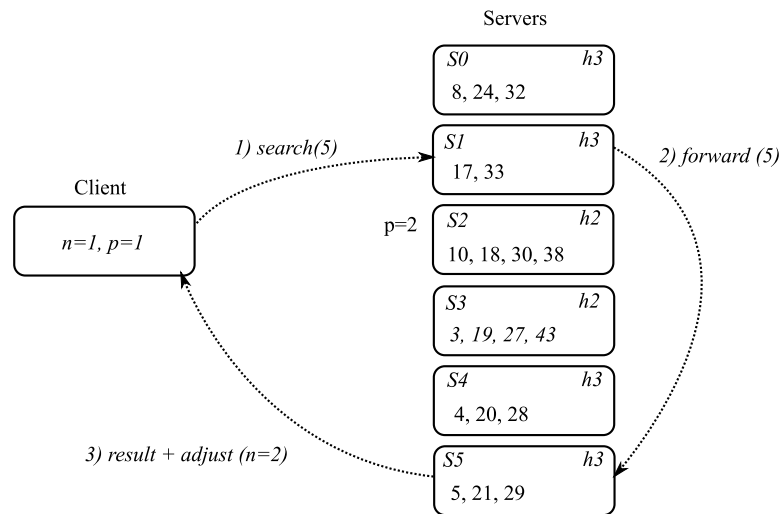 Servers
S0 h3
8, 24, 32
1) search(5)
S1 h3
17, 33
2) forward (5)
Client
n=1, p=1
p=2
S2 h2
10, 18, 30, 38
S3 h2
3, 19, 27, 43
S4 h3
4, 20, 28
3) result + adjust (n=2)
S5 h3
5, 21, 29